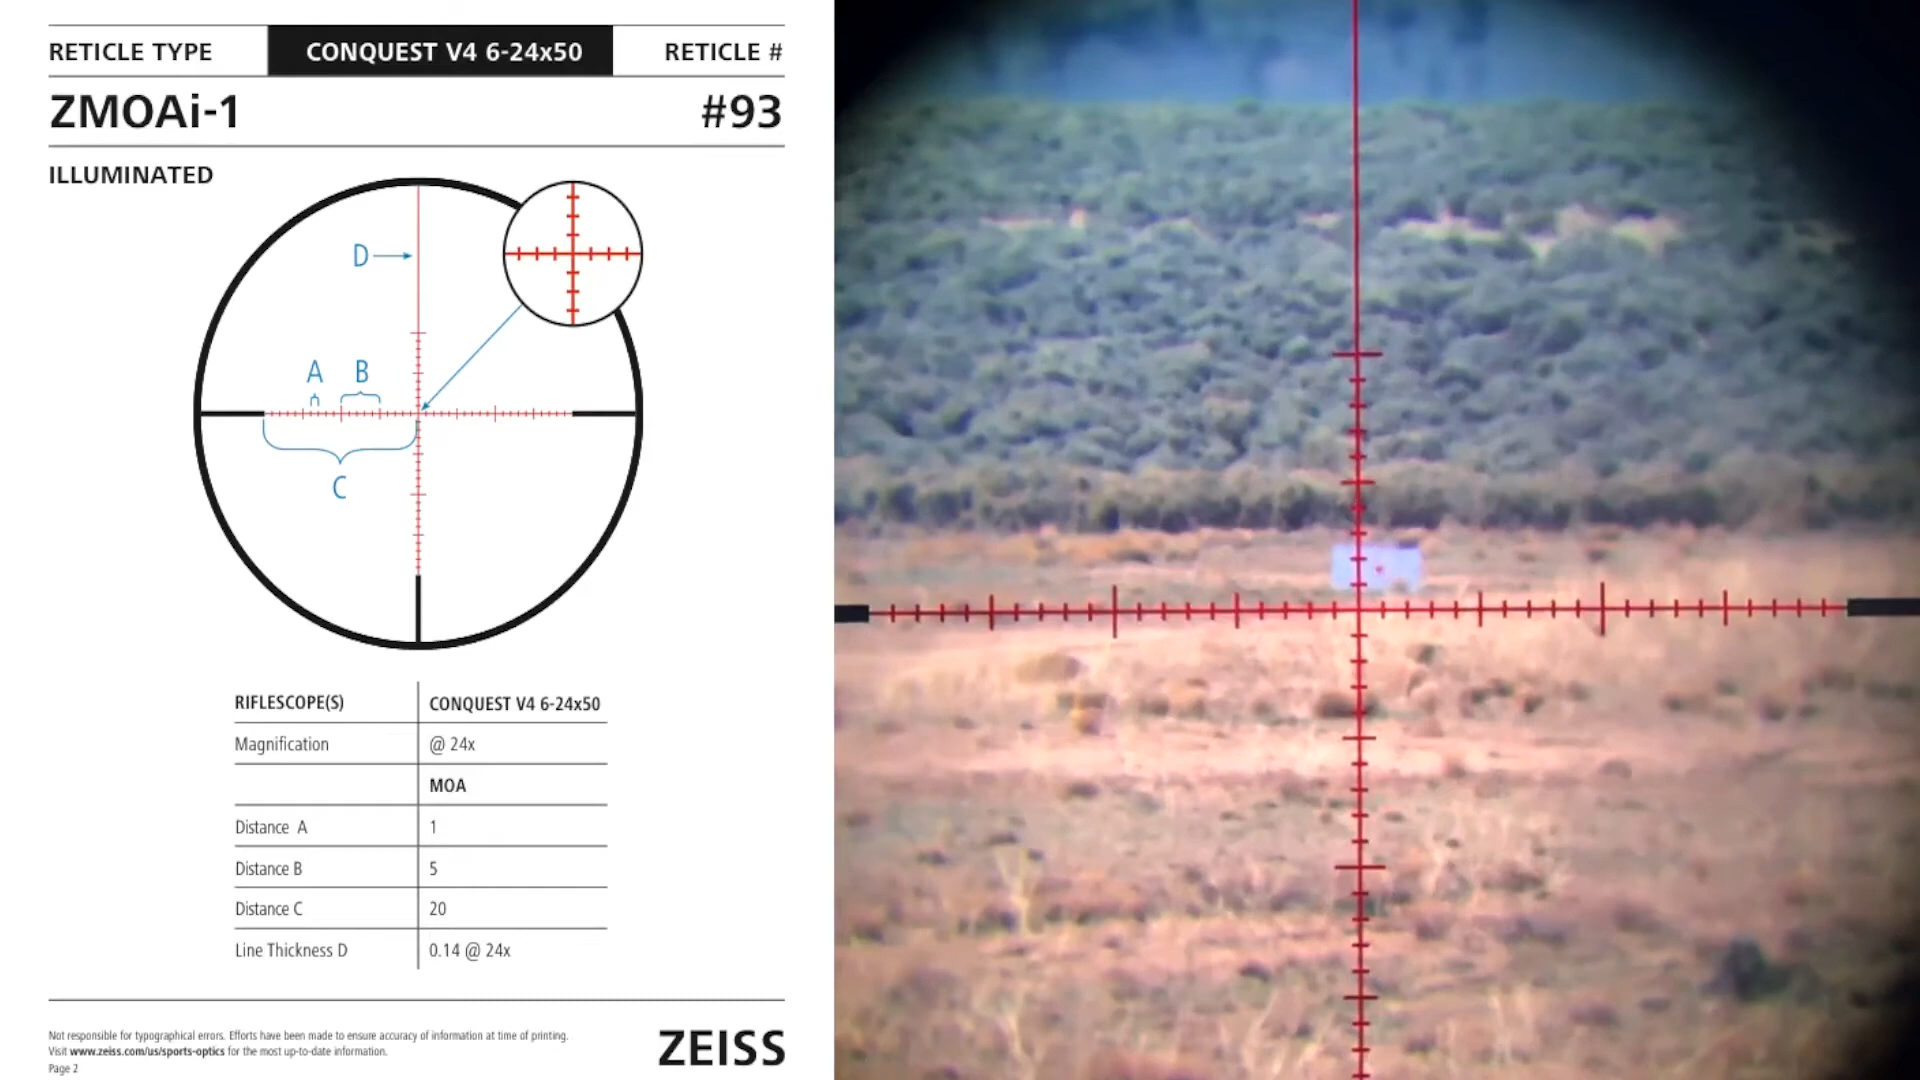 RETICLE TYPE CONQUEST V4 6-24x50 RETICLE #
ZMOAi-1 #93
ILLUMINATED
D
A B
C
RIFLESCOPE(S) CONQUEST V4 6-24x50
Magnification @ 24x
MOA
Distance A 1
Distance B 5
Distance C 20
Line Thickness D 0.14 @ 24x
Not responsible for typographical errors. Efforts have been made to ensure accuracy of information at time of printing.
Visit www.zeiss.com/us/sports-optics for the most up-to-date information.
Page 2
ZEISS